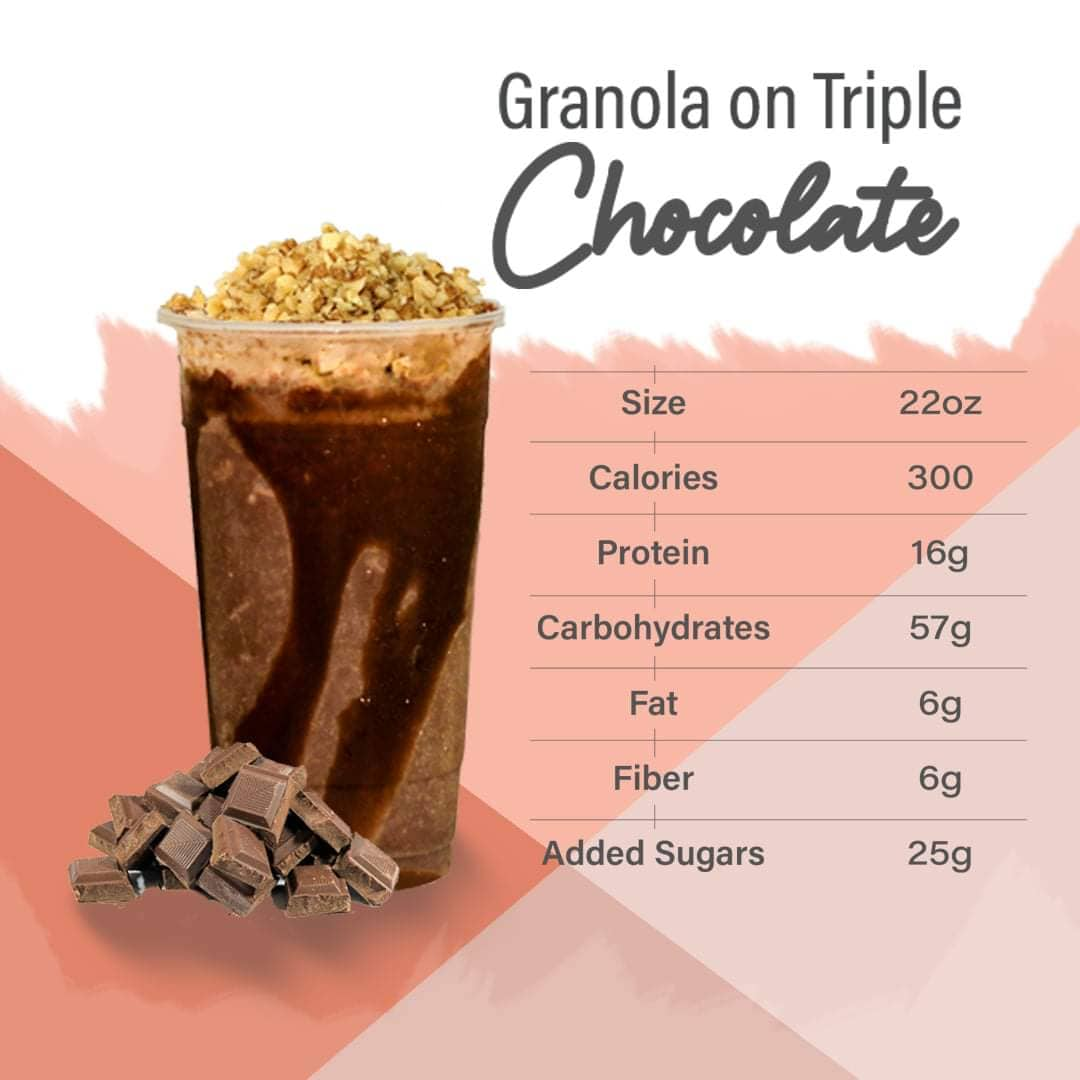 Granola on Triple
Chocolate
Size 22oz
Calories 300
Protein 16g
Carbohydrates 57g
Fat 6g
Fiber 6g
Added Sugars 25g